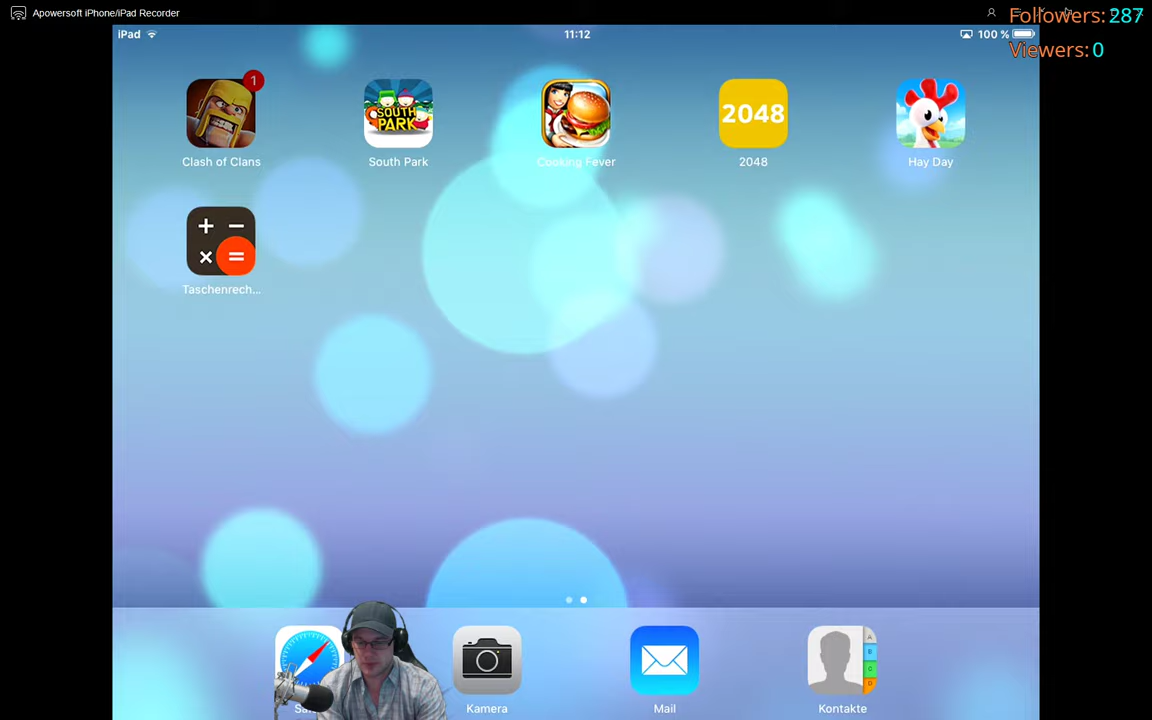 Apowersoft iPhone/iPad Recorder
Followers: 287
Viewers: 0
iPad
11:12
100 %
1
SOUTH PARK
2048
Clash of Clans
South Park
Cooking Fever
2048
Hay Day
+ −
× =
Taschenrech...
A
B
C
D
Kamera
Mail
Kontakte